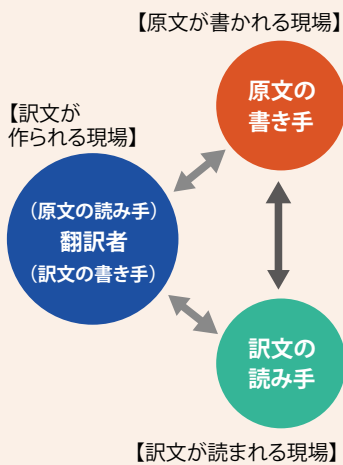 【原文が書かれる現場】
原文の
書き手
【訳文が
作られる現場】
（原文の読み手）
翻訳者
（訳文の書き手）
訳文の
読み手
【訳文が読まれる現場】